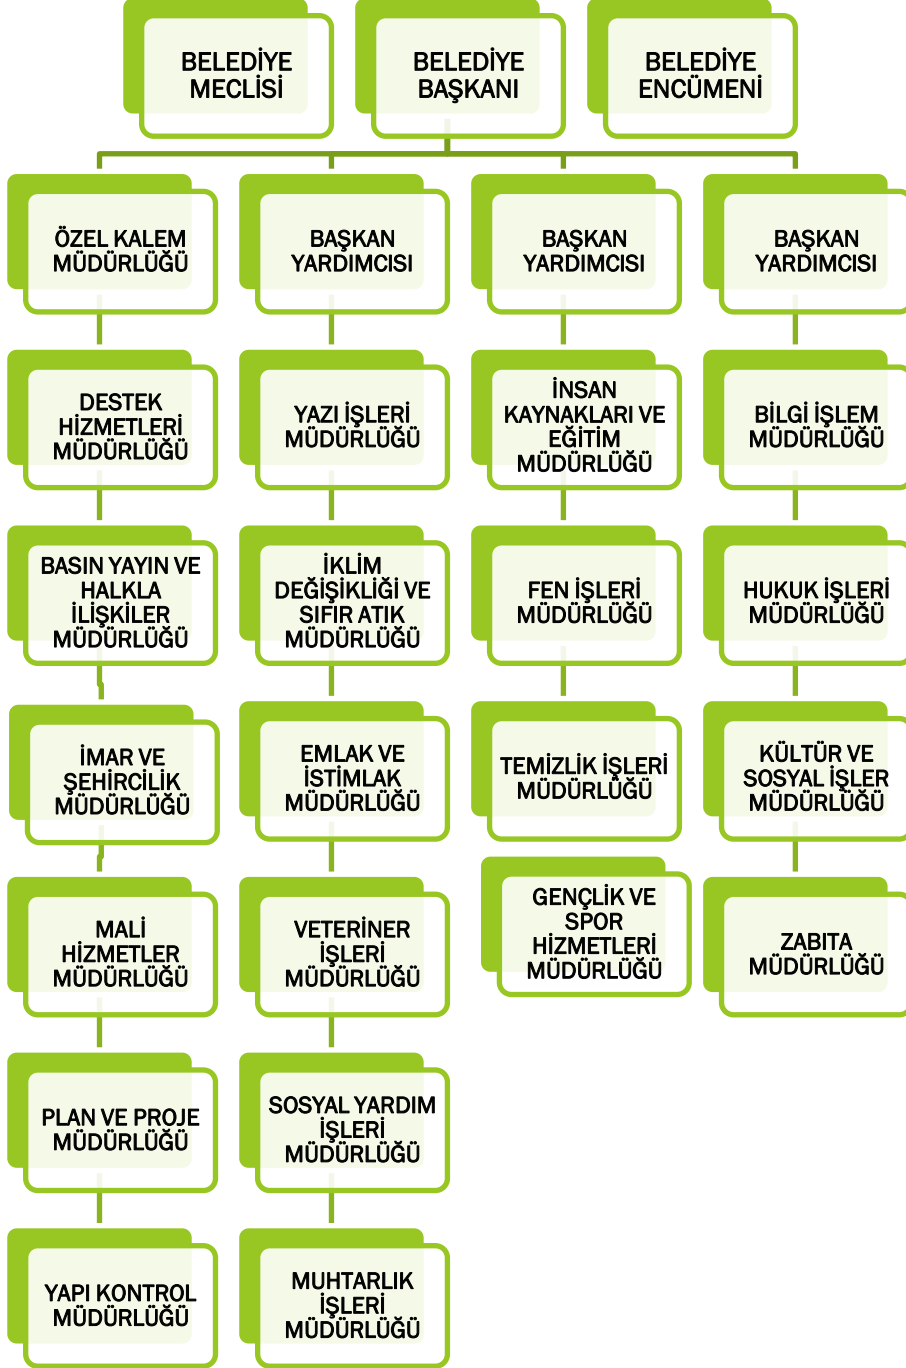 BELEDİYE
MECLİSİ
BELEDİYE
BAŞKANI
BELEDİYE
ENCÜMENİ
ÖZEL KALEM
MÜDÜRLÜĞÜ
BAŞKAN
YARDIMCISI
BAŞKAN
YARDIMCISI
BAŞKAN
YARDIMCISI
DESTEK
HİZMETLERİ
MÜDÜRLÜĞÜ
YAZI İŞLERİ
MÜDÜRLÜĞÜ
İNSAN
KAYNAKLARI VE
EĞİTİM
MÜDÜRLÜĞÜ
BİLGİ İŞLEM
MÜDÜRLÜĞÜ
BASIN YAYIN VE
HALKLA
İLİŞKİLER
MÜDÜRLÜĞÜ
İKLİM
DEĞİŞİKLİĞİ VE
SIFIR ATIK
MÜDÜRLÜĞÜ
FEN İŞLERİ
MÜDÜRLÜĞÜ
HUKUK İŞLERİ
MÜDÜRLÜĞÜ
İMAR VE
ŞEHİRCİLİK
MÜDÜRLÜĞÜ
EMLAK VE
İSTİMLAK
MÜDÜRLÜĞÜ
TEMİZLİK İŞLERİ
MÜDÜRLÜĞÜ
KÜLTÜR VE
SOSYAL İŞLER
MÜDÜRLÜĞÜ
MALİ
HİZMETLER
MÜDÜRLÜĞÜ
VETERİNER
İŞLERİ
MÜDÜRLÜĞÜ
GENÇLİK VE
SPOR
HİZMETLERİ
MÜDÜRLÜĞÜ
ZABITA
MÜDÜRLÜĞÜ
PLAN VE PROJE
MÜDÜRLÜĞÜ
SOSYAL YARDIM
İŞLERİ
MÜDÜRLÜĞÜ
YAPI KONTROL
MÜDÜRLÜĞÜ
MUHTARLIK
İŞLERİ
MÜDÜRLÜĞÜ